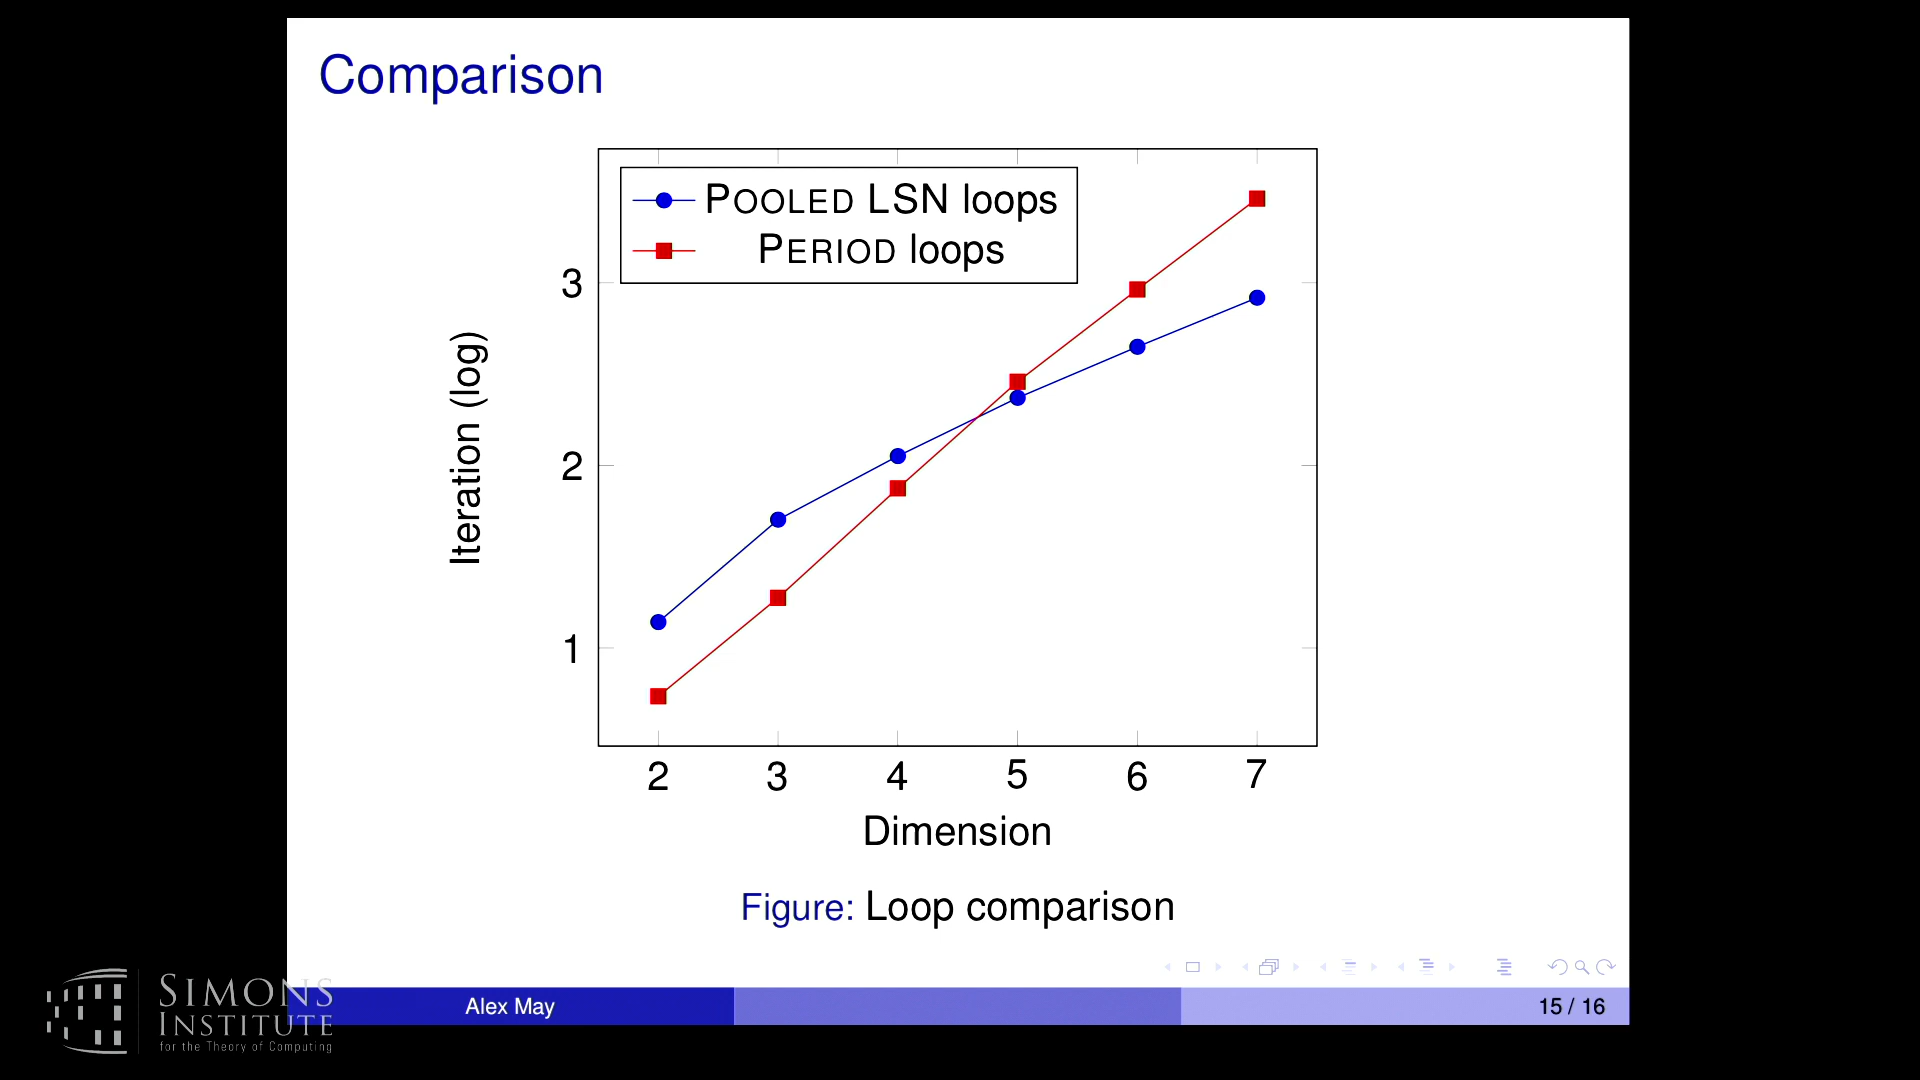 Comparison
POOLED LSN loops
PERIOD loops
3
2
1
Iteration (log)
2 3 4 5 6 7
Dimension
Figure: Loop comparison
Alex May
15 / 16
SIMONS
INSTITUTE
for the Theory of Computing